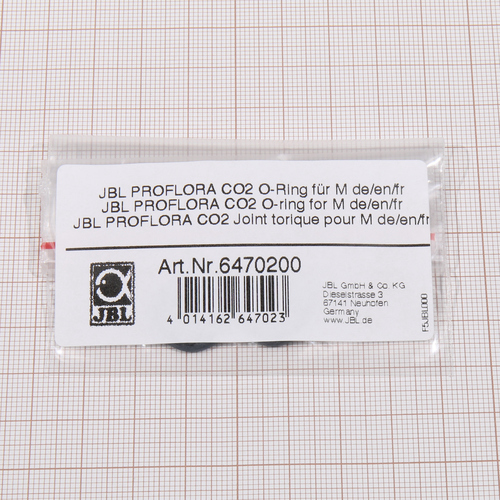 JBL PROFLORA CO2 O-Ring für M de/en/fr
JBL PROFLORA CO2 O-ring for M de/en/fr
JBL PROFLORA CO2 Joint torique pour M de/en/fr
Art.Nr.6470200
JBL
4 014162 647023
JBL GmbH & Co. KG
Dieselstrasse 3
67141 Neuhofen
Germany
www.JBL.de